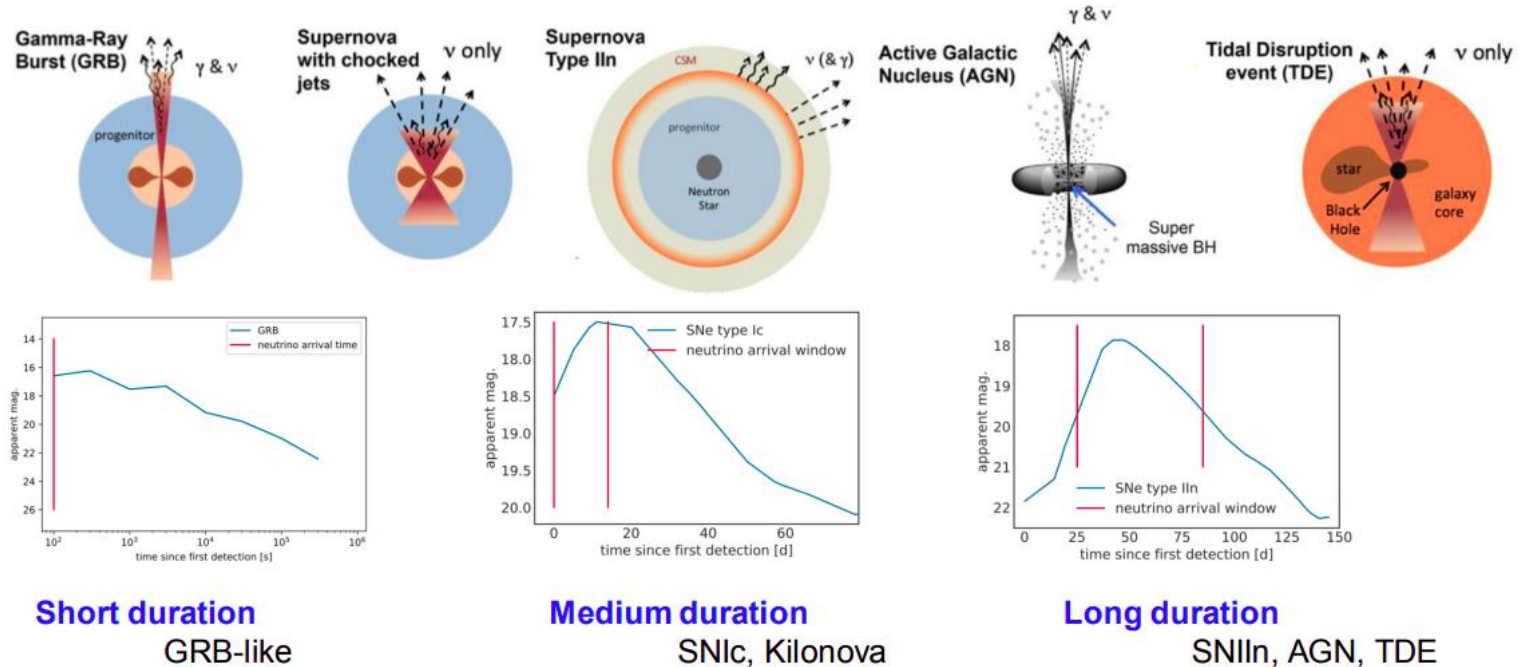 Gamma-Ray
Burst (GRB)
γ & ν
progenitor
Supernova
with chocked
jets
ν only
Supernova
Type IIn
CSM
ν (& γ)
progenitor
Neutron
Star
γ & ν
Active Galactic
Nucleus (AGN)
Super
massive BH
Tidal Disruption
event (TDE)
ν only
star
Black
Hole
galaxy
core
GRB
neutrino arrival time
apparent mag.
14
16
18
20
22
24
26
10²
10³
10⁴
10⁵
10⁶
time since first detection [s]
SNe type Ic
neutrino arrival window
apparent mag.
17.5
18.0
18.5
19.0
19.5
20.0
0
20
40
60
time since first detection [d]
SNe type IIn
neutrino arrival window
apparent mag.
18
19
20
21
22
0
25
50
75
100
125
150
time since first detection [d]
Short duration
GRB-like
Medium duration
SNIc, Kilonova
Long duration
SNIIn, AGN, TDE